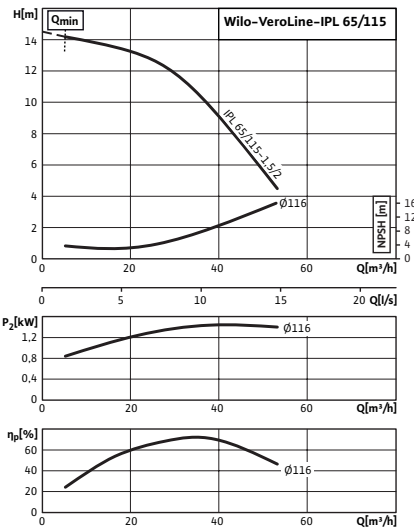 H[m]
Qmin
Wilo-VeroLine-IPL 65/115
14
12
10
8
6
4
2
0
IPL 65/115-1,5/2
Ø116
NPSH [m]
16
12
8
4
0
0 20 40 60 Q[m³/h]
0 5 10 15 20 Q[l/s]
P₂[kW]
1,2
0,8
0,4
0
Ø116
0 20 40 60 Q[m³/h]
ηp[%]
60
40
20
0
Ø116
0 20 40 60 Q[m³/h]